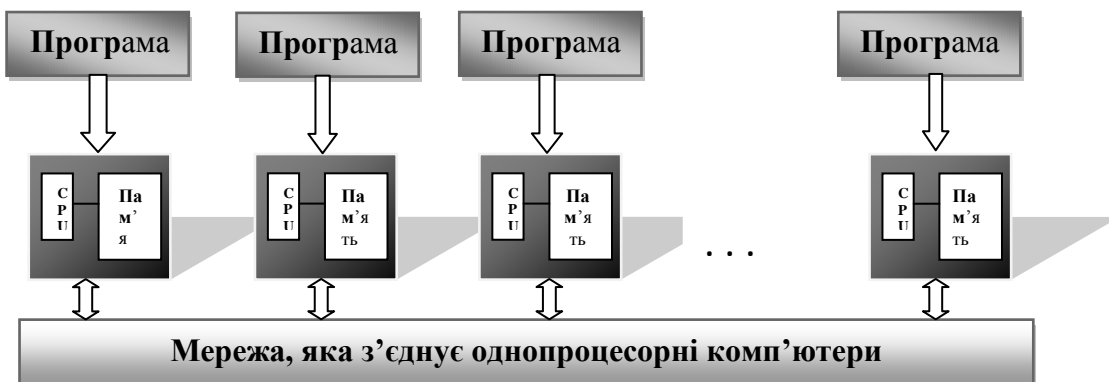 Програма
Програма
Програма
Програма
C
P
U
Па
м'
я
C
P
U
Па
м'я
ть
C
P
U
Па
м'я
ть
. . .
C
P
U
Па
м'я
ть
Мережа, яка з’єднує однопроцесорні комп’ютери